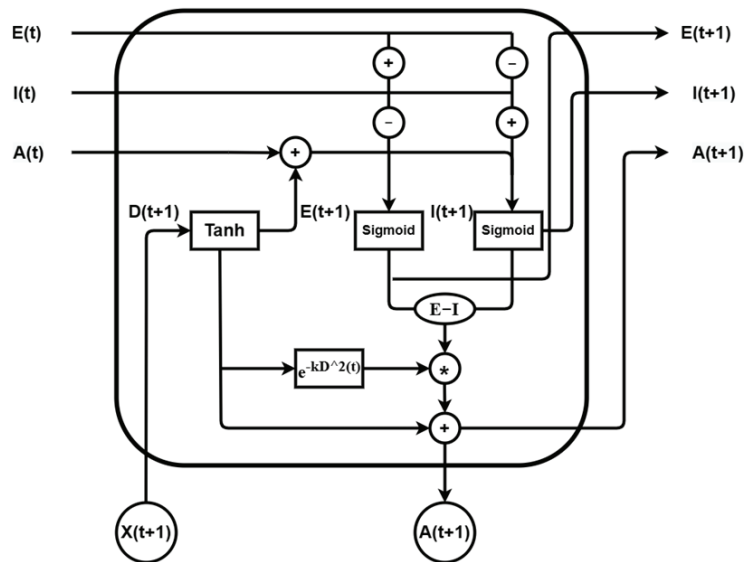 E(t)
E(t+1)
+
−
I(t)
I(t+1)
−
+
A(t)
+
A(t+1)
D(t+1)
E(t+1)
I(t+1)
Tanh
Sigmoid
Sigmoid
E−I
e^-kD^2(t)
*
+
X(t+1)
A(t+1)